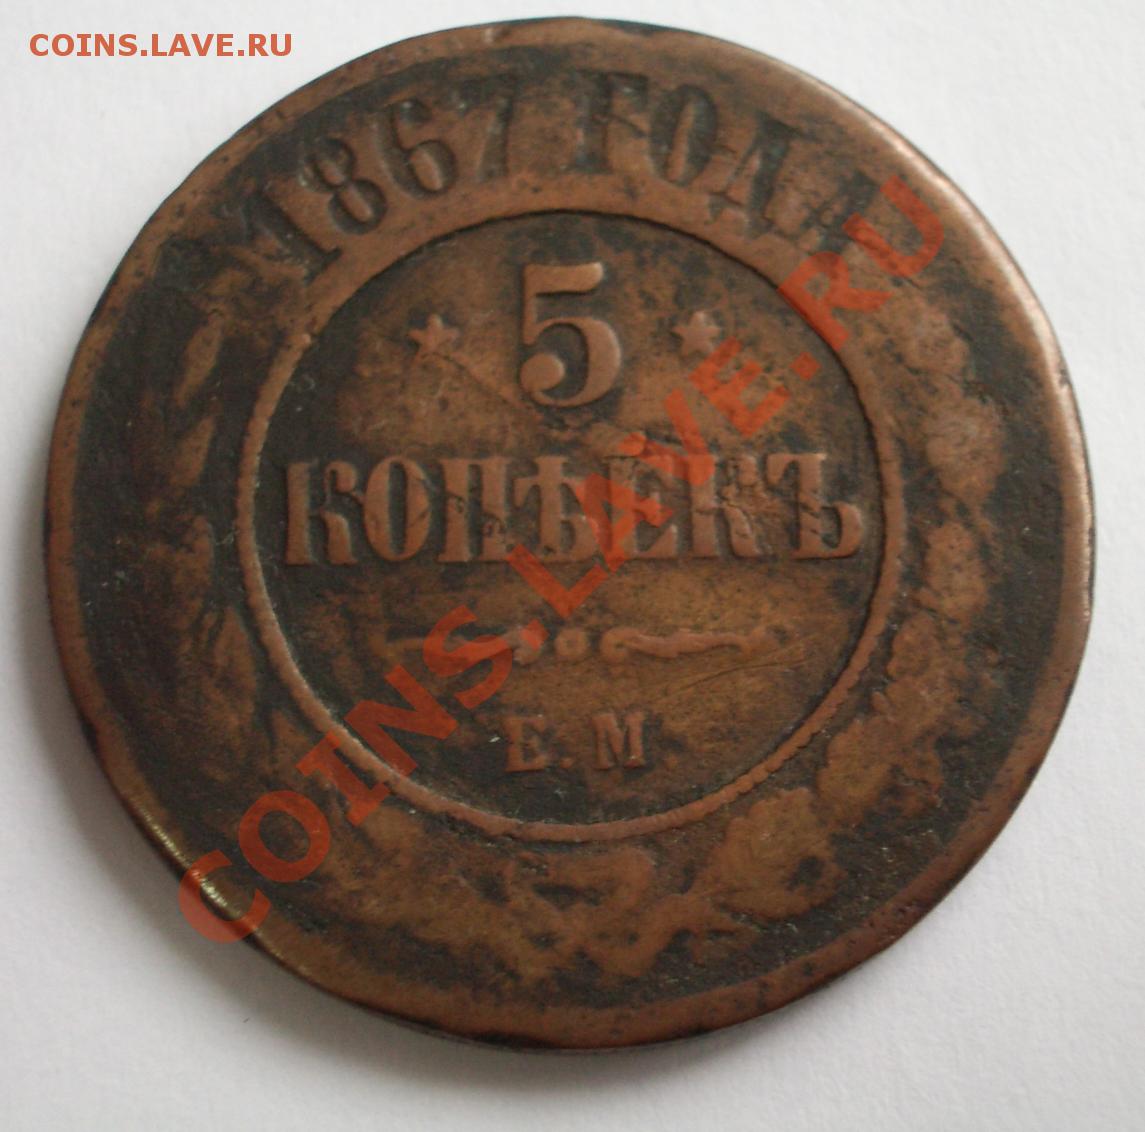 COINS.LAVE.RU
1867 ГОДА
5
КОПѢЕКЪ
Е.М.
COINS.LAVE.RU